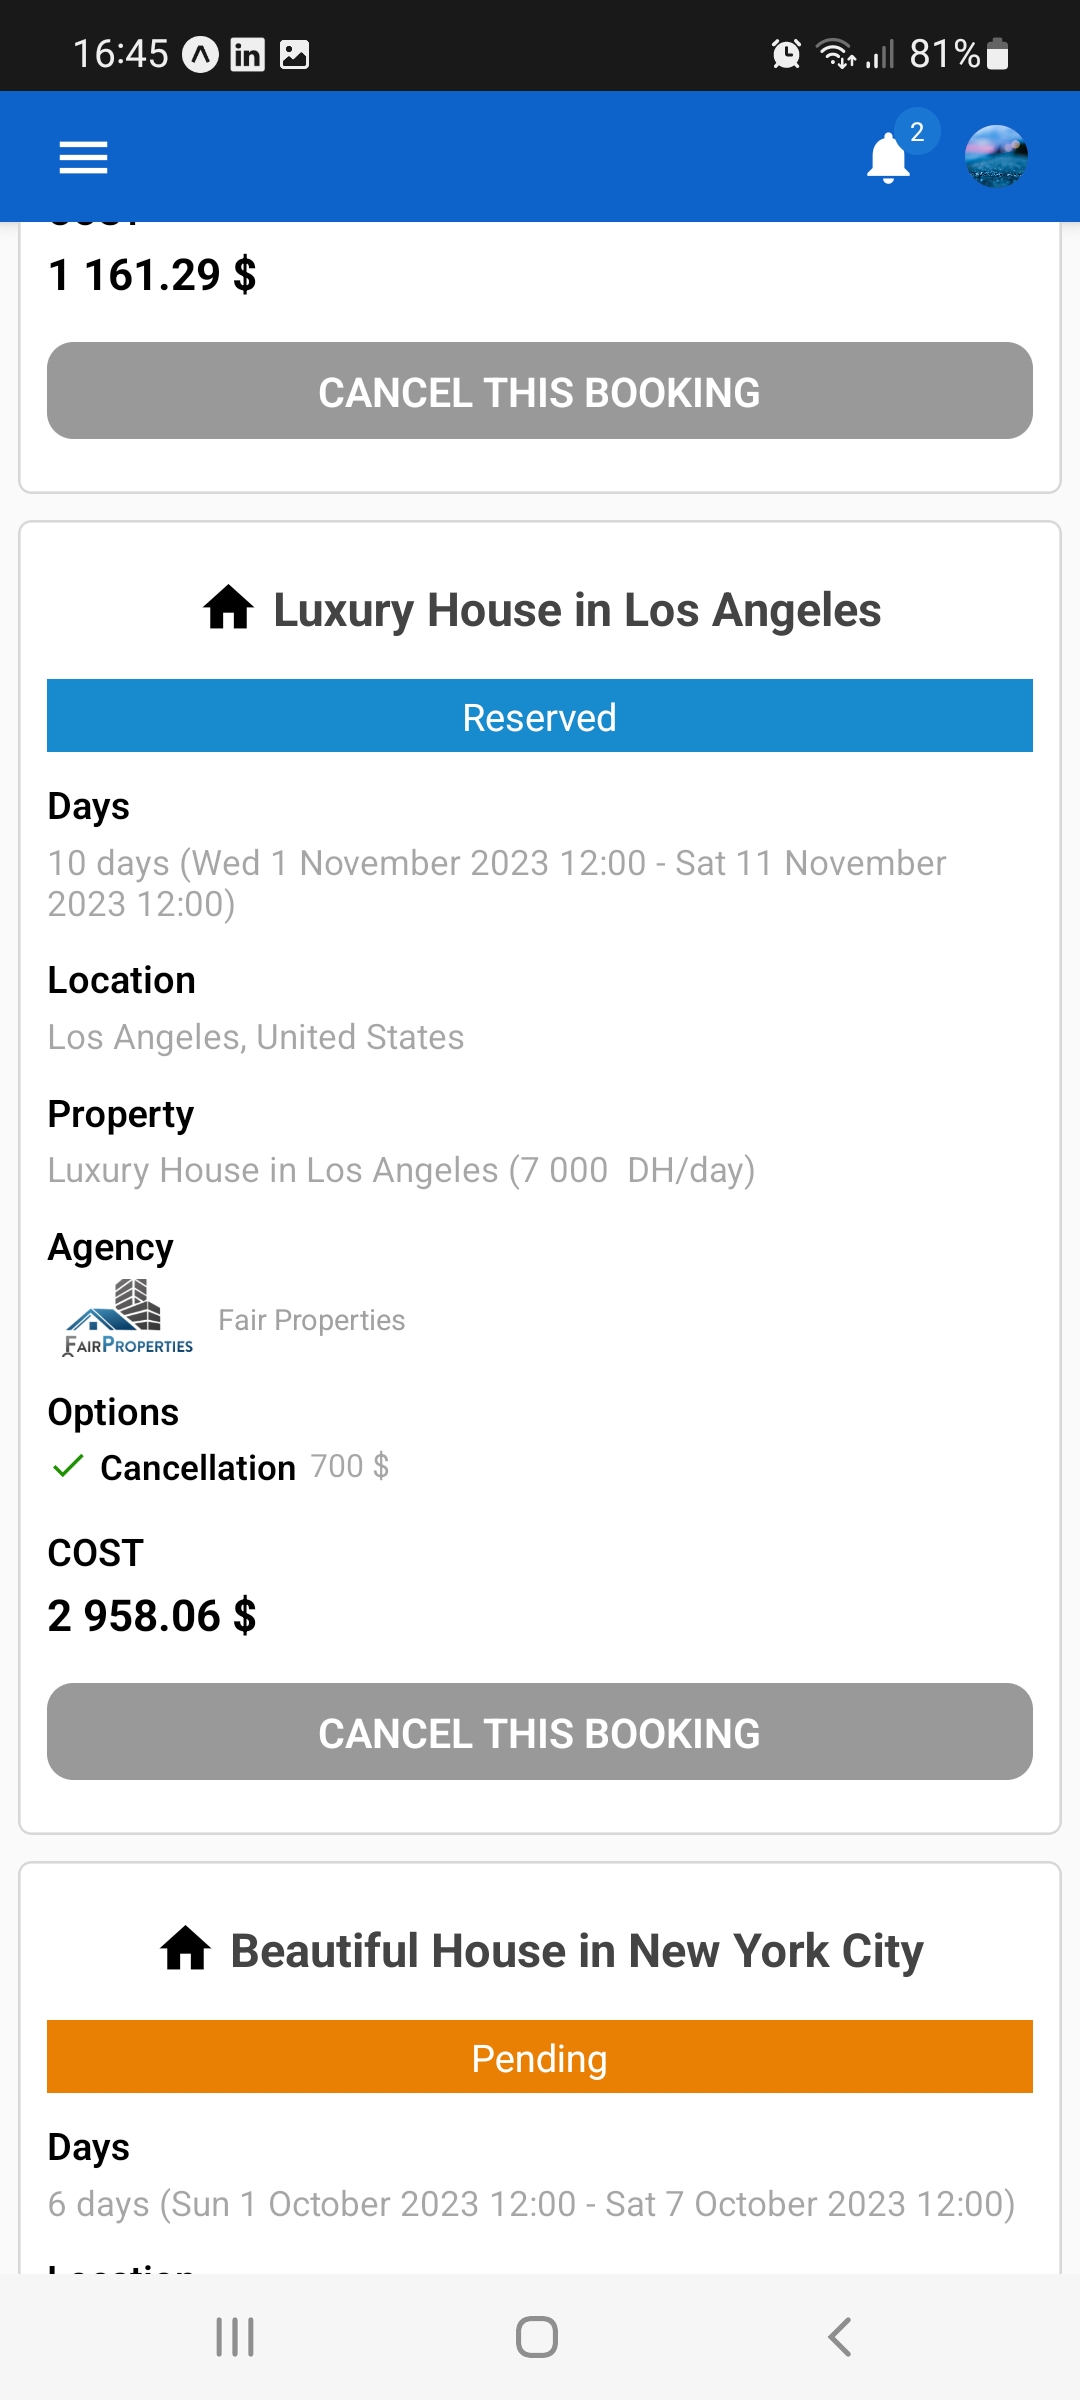 16:45
81%
2
1 161.29 $
CANCEL THIS BOOKING
Luxury House in Los Angeles
Reserved
Days
10 days (Wed 1 November 2023 12:00 - Sat 11 November
2023 12:00)
Location
Los Angeles, United States
Property
Luxury House in Los Angeles (7 000  DH/day)
Agency
FAIRPROPERTIES
Fair Properties
Options
Cancellation 700 $
COST
2 958.06 $
CANCEL THIS BOOKING
Beautiful House in New York City
Pending
Days
6 days (Sun 1 October 2023 12:00 - Sat 7 October 2023 12:00)
Location